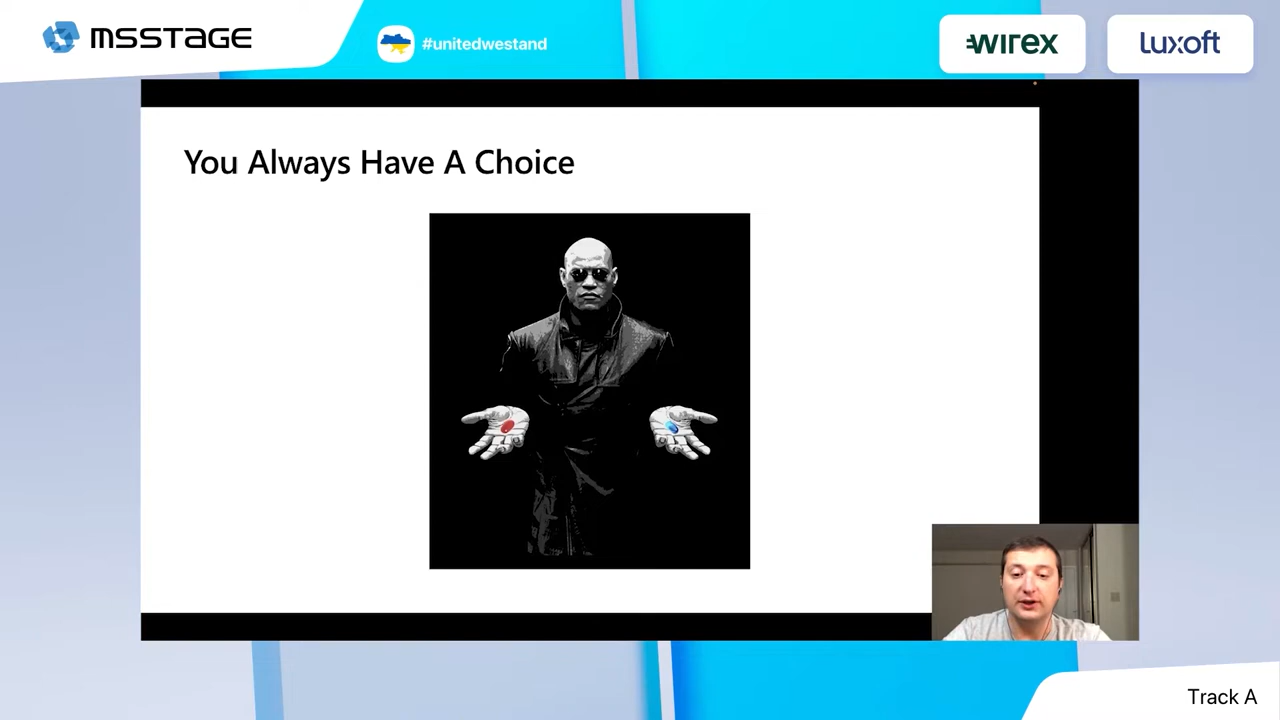 MSSTAGE
#unitedwestand
wirex
luxoft
You Always Have A Choice
Track A